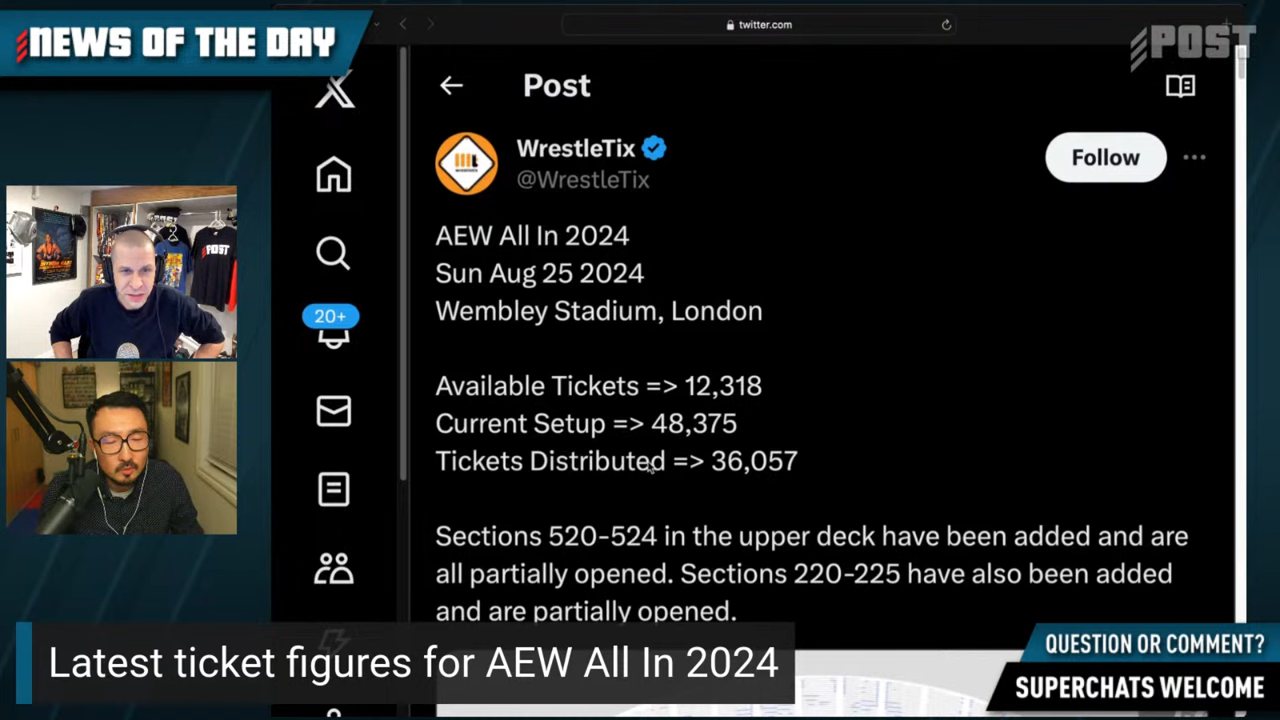 NEWS OF THE DAY
twitter.com
POST
Post
WrestleTix
@WrestleTix
Follow
20+
AEW All In 2024
Sun Aug 25 2024
Wembley Stadium, London
Available Tickets => 12,318
Current Setup => 48,375
Tickets Distributed => 36,057
Sections 520-524 in the upper deck have been added and are
all partially opened. Sections 220-225 have also been added
and are partially opened.
POST
Latest ticket figures for AEW All In 2024
QUESTION OR COMMENT?
SUPERCHATS WELCOME